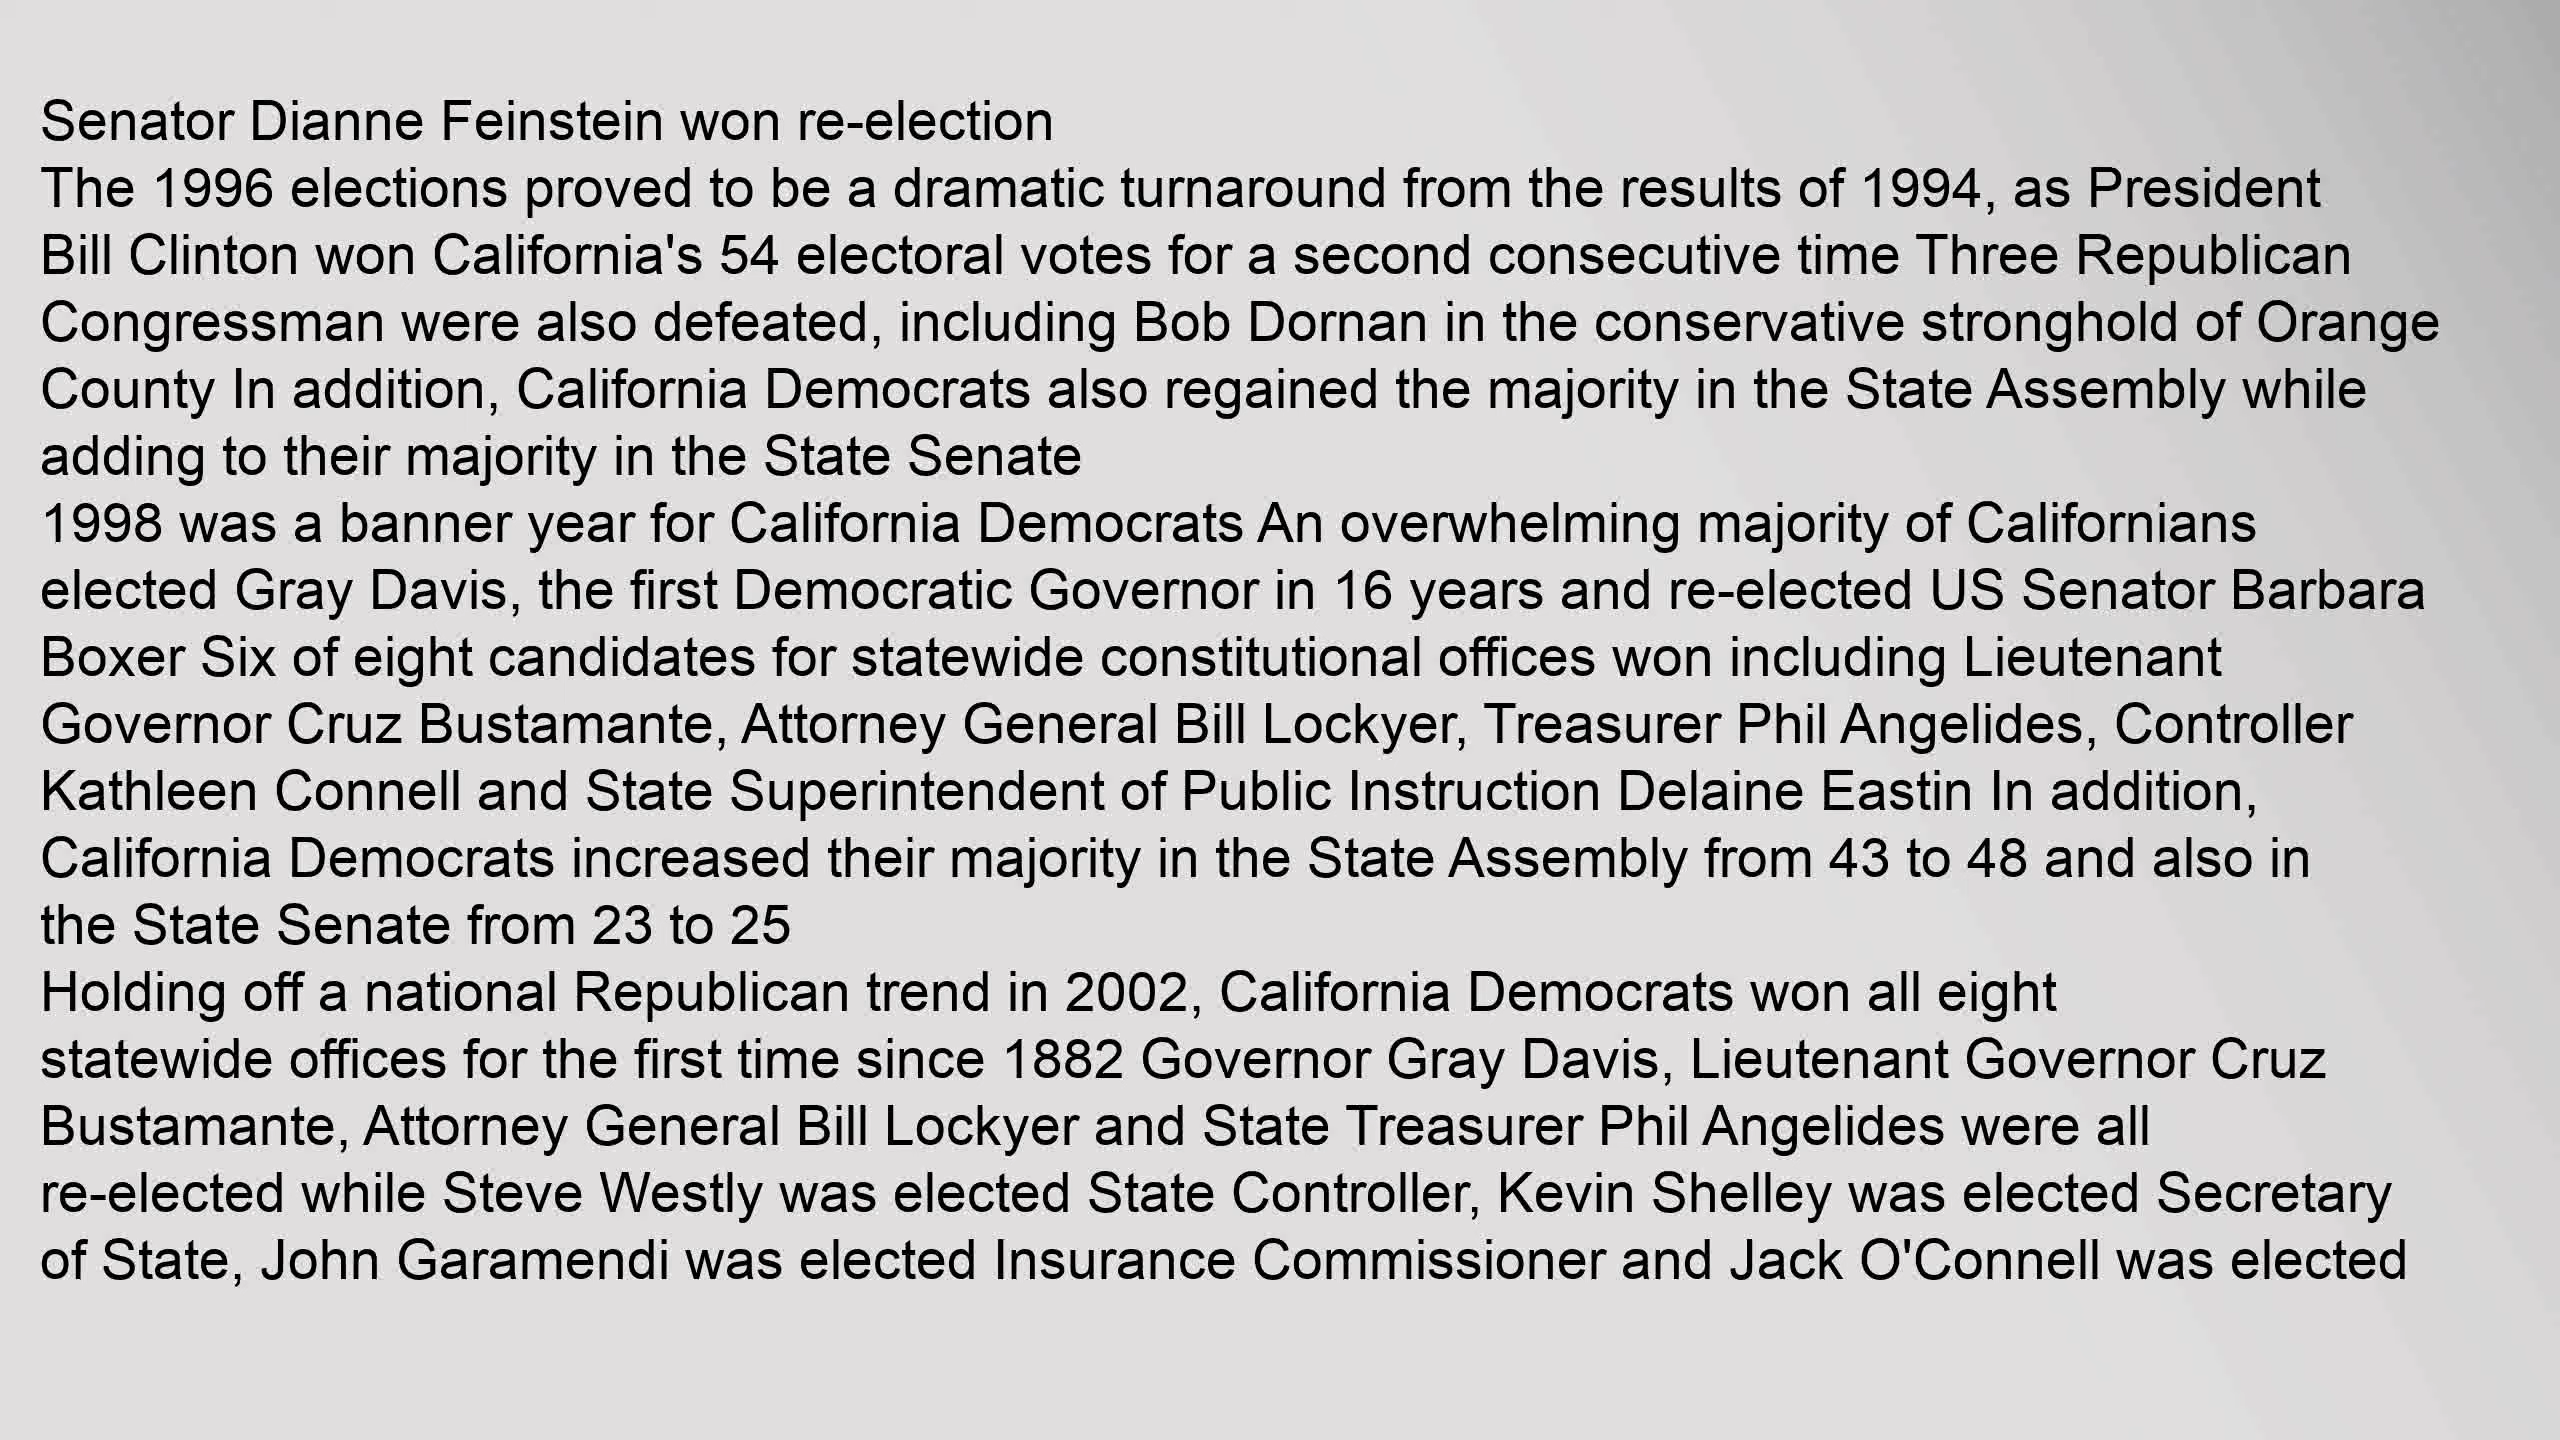 Senator Dianne Feinstein won re-election
The 1996 elections proved to be a dramatic turnaround from the results of 1994, as President
Bill Clinton won California's 54 electoral votes for a second consecutive time Three Republican
Congressman were also defeated, including Bob Dornan in the conservative stronghold of Orange
County In addition, California Democrats also regained the majority in the State Assembly while
adding to their majority in the State Senate
1998 was a banner year for California Democrats An overwhelming majority of Californians
elected Gray Davis, the first Democratic Governor in 16 years and re-elected US Senator Barbara
Boxer Six of eight candidates for statewide constitutional offices won including Lieutenant
Governor Cruz Bustamante, Attorney General Bill Lockyer, Treasurer Phil Angelides, Controller
Kathleen Connell and State Superintendent of Public Instruction Delaine Eastin In addition,
California Democrats increased their majority in the State Assembly from 43 to 48 and also in
the State Senate from 23 to 25
Holding off a national Republican trend in 2002, California Democrats won all eight
statewide offices for the first time since 1882 Governor Gray Davis, Lieutenant Governor Cruz
Bustamante, Attorney General Bill Lockyer and State Treasurer Phil Angelides were all
re-elected while Steve Westly was elected State Controller, Kevin Shelley was elected Secretary
of State, John Garamendi was elected Insurance Commissioner and Jack O'Connell was elected